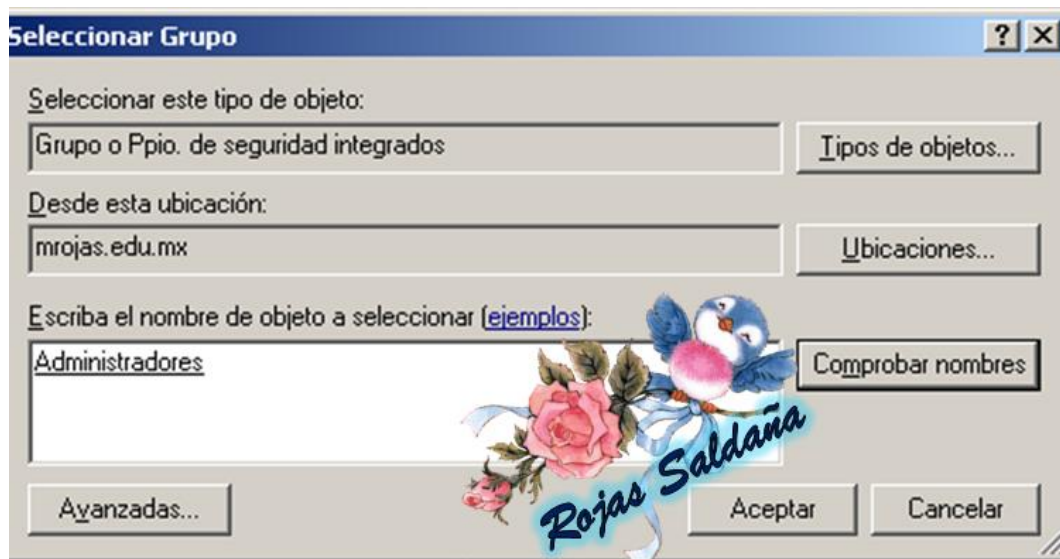 Seleccionar Grupo
Seleccionar este tipo de objeto:
Grupo o Ppio. de seguridad integrados
Tipos de objetos...
Desde esta ubicación:
mrojas.edu.mx
Ubicaciones...
Escriba el nombre de objeto a seleccionar (ejemplos):
Administradores
Comprobar nombres
Rojas Saldaña
Avanzadas...
Aceptar
Cancelar